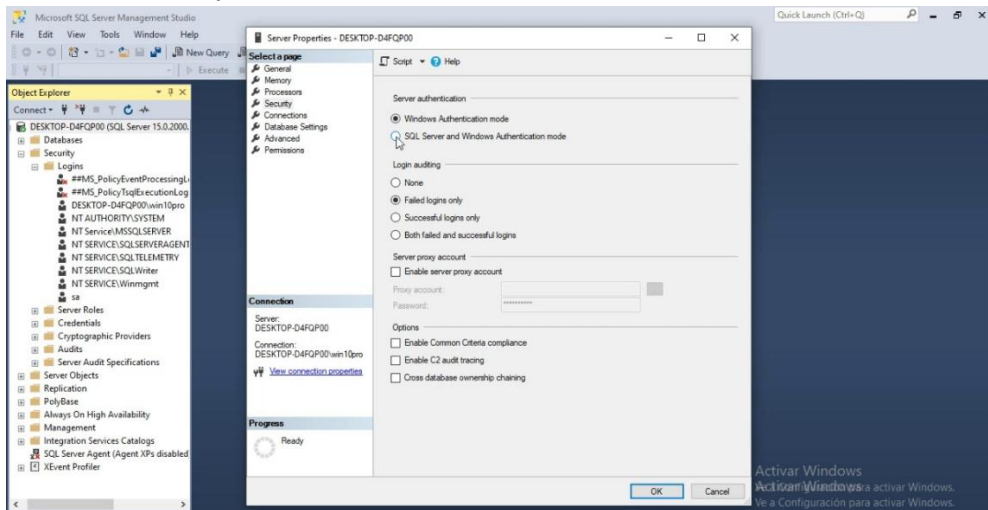 Microsoft SQL Server Management Studio
Quick Launch (Ctrl+Q)
File Edit View Tools Window Help
New Query
Execute
Object Explorer
Connect
DESKTOP-D4FQP00 (SQL Server 15.0.2000.
Databases
Security
Logins
##MS_PolicyEventProcessingL
##MS_PolicyTsqlExecutionLog
DESKTOP-D4FQP00\win10pro
NT AUTHORITY\SYSTEM
NT Service\MSSQLSERVER
NT SERVICE\SQLSERVERAGENT
NT SERVICE\SQLTELEMETRY
NT SERVICE\SQLWriter
NT SERVICE\Winmgmt
sa
Server Roles
Credentials
Cryptographic Providers
Audits
Server Audit Specifications
Server Objects
Replication
PolyBase
Always On High Availability
Management
Integration Services Catalogs
SQL Server Agent (Agent XPs disabled
XEvent Profiler
Server Properties - DESKTOP-D4FQP00
Select a page
General
Memory
Processors
Security
Connections
Database Settings
Advanced
Permissions
Connection
Server:
DESKTOP-D4FQP00
Connection:
DESKTOP-D4FQP00\win10pro
View connection properties
Progress
Ready
Script Help
Server authentication
Windows Authentication mode
SQL Server and Windows Authentication mode
Login auditing
None
Failed logins only
Successful logins only
Both failed and successful logins
Server proxy account
Enable server proxy account
Proxy account:
Password: **********
Options
Enable Common Criteria compliance
Enable C2 audit tracing
Cross database ownership chaining
OK Cancel
Activar Windows
Activar Windows
para activar Windows.
Ve a Configuración para activar Windows.